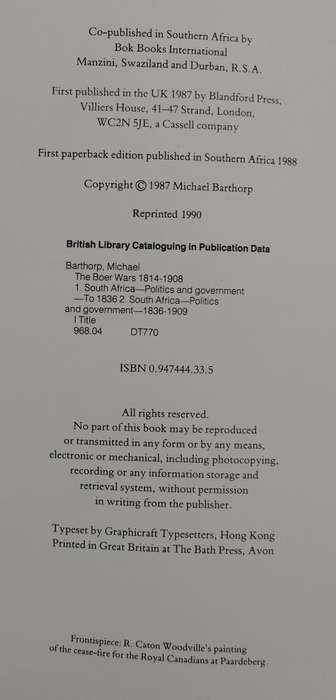 Co-published in Southern Africa by
Bok Books International
Manzini, Swaziland and Durban, R.S.A.
First published in the UK 1987 by Blandford Press,
Villiers House, 41–47 Strand, London,
WC2N 5JE, a Cassell company
First paperback edition published in Southern Africa 1988
Copyright © 1987 Michael Barthorp
Reprinted 1990
British Library Cataloguing in Publication Data
Barthorp, Michael
The Boer Wars 1814-1908
1. South Africa—Politics and government
—To 1836 2. South Africa—Politics
and government—1836-1909
I Title
968.04 DT770
ISBN 0.947444.33.5
All rights reserved.
No part of this book may be reproduced
or transmitted in any form or by any means,
electronic or mechanical, including photocopying,
recording or any information storage and
retrieval system, without permission
in writing from the publisher.
Typeset by Graphicraft Typesetters, Hong Kong
Printed in Great Britain at The Bath Press, Avon
Frontispiece: R. Caton Woodville's painting
of the cease-fire for the Royal Canadians at Paardeberg.